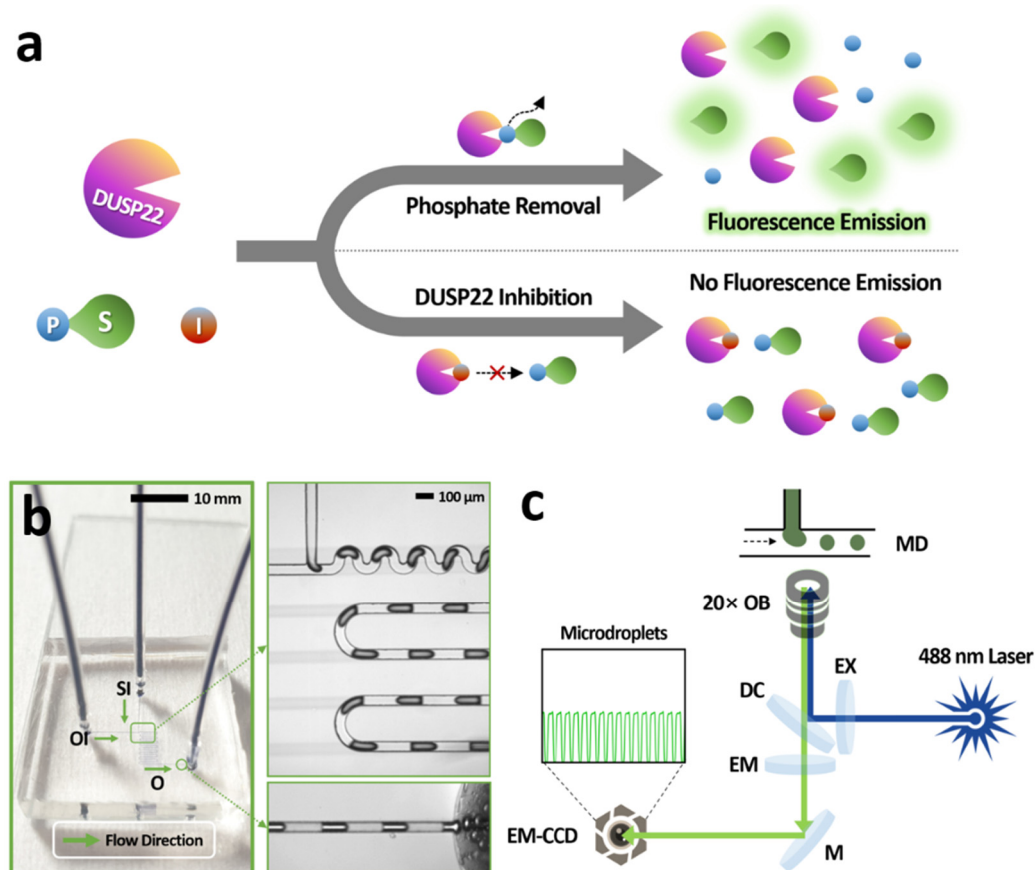 a
DUSP22
P
S
I
Phosphate Removal
Fluorescence Emission
DUSP22 Inhibition
No Fluorescence Emission
b
10 mm
SI
OI
O
Flow Direction
100 µm
c
MD
20× OB
Microdroplets
488 nm Laser
EX
DC
EM
EM-CCD
M